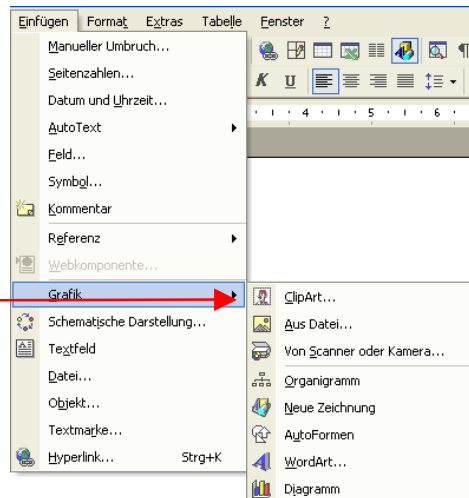 Einfügen Format Extras Tabelle Fenster ?
Manueller Umbruch...
Seitenzahlen...
Datum und Uhrzeit...
AutoText
Feld...
Symbol...
Kommentar
Referenz
Webkomponente...
Grafik
Schematische Darstellung...
Textfeld
Datei...
Objekt...
Textmarke...
Hyperlink... Strg+K
K U
4 5 6
ClipArt...
Aus Datei...
Von Scanner oder Kamera...
Organigramm
Neue Zeichnung
AutoFormen
WordArt...
Diagramm